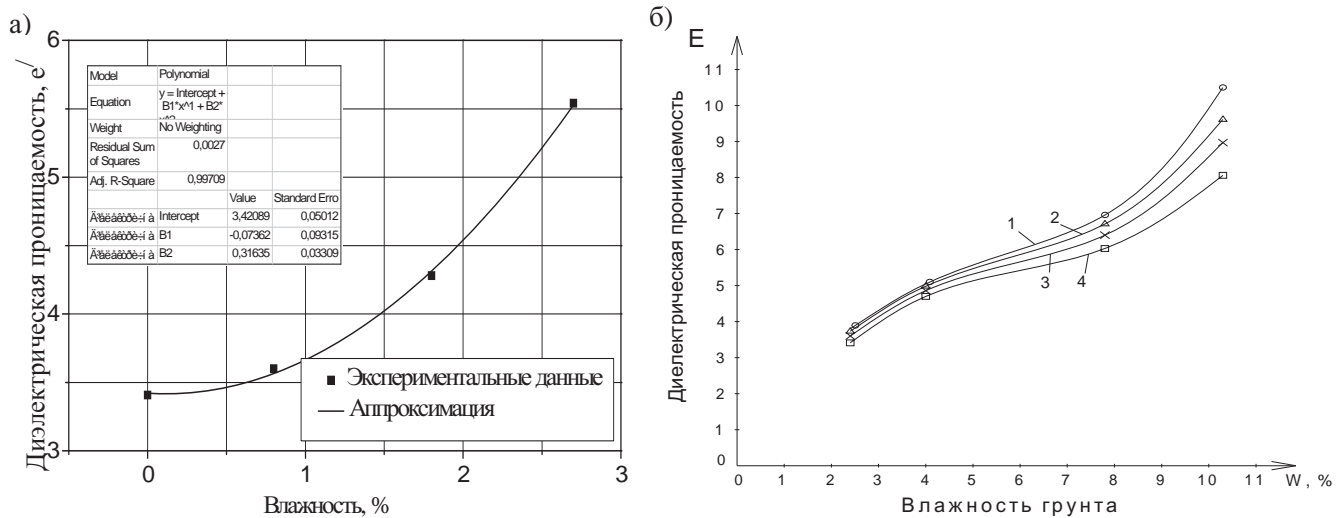 а)
Диэлектрическая проницаемость, e/
6
5
4
3
Model Polynomial
Equation y = Intercept +
B1*x^1 + B2*
Weight No Weighting
Residual Sum of Squares 0,0027
Adj. R-Square 0,99709
Value Standard Erro
Intercept 3,42089 0,05012
B1 -0,07362 0,09315
B2 0,31635 0,03309
Экспериментальные данные
Аппроксимация
0 1 2 3
Влажность, %
б)
E
Диелектрическая проницаемость
11
10
9
8
7
6
5
4
3
2
1
0
1
2
3
4
0 1 2 3 4 5 6 7 8 9 10 11 W, %
Влажность грунта